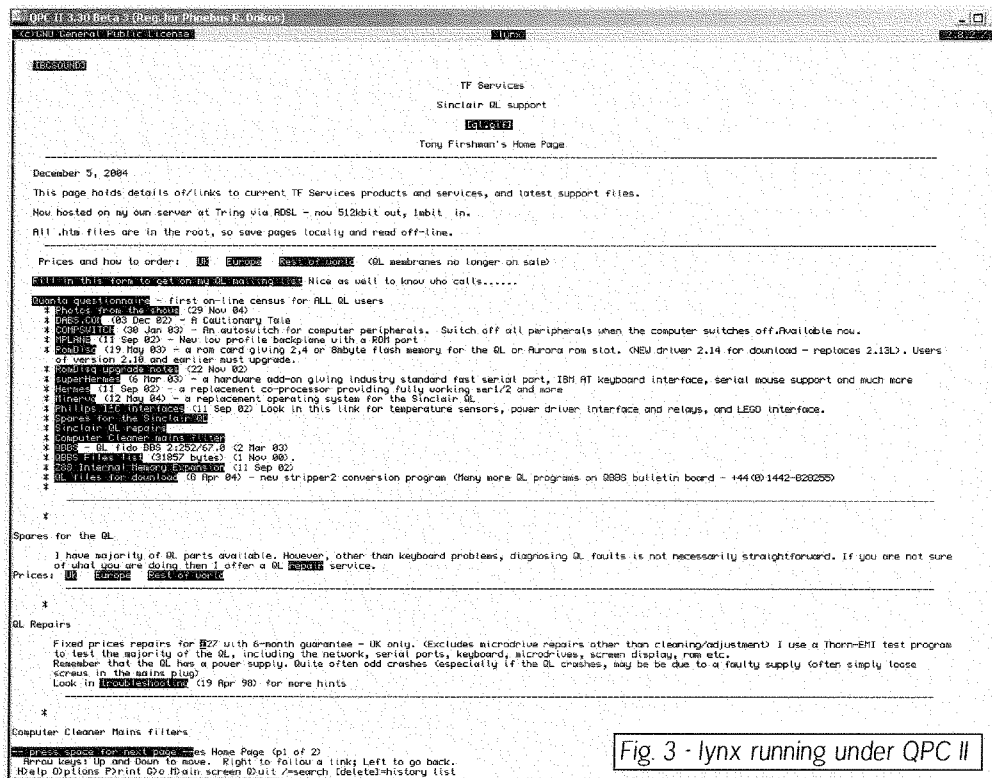 QPC II 3.30 Beta 3 (Reg. for Phoebus R. Dokos)
(c)GNU General Public License lynx 2.8.2
[BGSOUND]
TF Services
Sinclair QL support
[ql.gif]
Tony Firshman's Home Page
December 5, 2004
This page holds details of/links to current TF Services products and services, and latest support files.
Now hosted on my own server at Tring via ADSL - now 512kbit out, 1mbit in.
All .htm files are in the root, so save pages locally and read off-line.
Prices and how to order: Uk Europe Rest of world (QL membranes no longer on sale)
Fill in this form to get on my QL mailing list Nice as well to know who calls......
Quanta questionnaire - first on-line census for ALL QL users
* Photos from the shows (29 Nov 04)
* DABS.COM (03 Dec 02) - A Cautionary Tale
* COMPSWITCH (30 Jan 03) - An autoswitch for computer peripherals. Switch off all peripherals when the computer switches off.Available now.
* MPLANE (11 Sep 02) - New low profile backplane with a ROM port
* RomDisq (19 May 03) - a rom card giving 2,4 or 8mbyte flash memory for the QL or Aurora rom slot. (NEW driver 2.14 for download - replaces 2.13L). Users
of version 2.10 and earlier must upgrade.
* RomDisq upgrade notes (22 Nov 02)
* superHermes (6 Mar 03) - a hardware add-on giving industry standard fast serial port, IBM AT keyboard interface, serial mouse support and much more
* Hermes (11 Sep 02) - a replacement co-processor providing fully working ser1/2 and more
* Minerva (12 May 04) - a replacement operating system for the Sinclair QL
* Philips I2C Interfaces (11 Sep 02) Look in this link for temperature sensors, power driver interface and relays, and LEGO interface.
* Spares for the Sinclair QL
* Sinclair QL repairs
* Computer Cleaner mains filter
* QBBS - QL fido BBS 2:252/67.0 (2 Mar 03)
* QBBS Files list (31857 bytes) (1 Nov 00).
* Z88 Internal Memory Expansion (11 Sep 02)
* QL files for download (8 Apr 04) - new stripper2 conversion program (Many more QL programs on QBBS bulletin board - +44(0)1442-828255)
*
*
Spares for the QL
I have majority of QL parts available. However, other than keyboard problems, diagnosing QL faults is not necessarily straightforward. If you are not sure
of what you are doing then I offer a QL repair service.
Prices: Uk Europe Rest of world
*
QL Repairs
Fixed prices repairs for 27 with 6-month guarantee - UK only. (Excludes microdrive repairs other than cleaning/adjustment) I use a Thorn-EMI test program
to test the majority of the QL, including the network, serial ports, keyboard, microdrives, screen display, ram etc.
Remember that the QL has a power supply. Quite often odd crashes (especially if the QL crashes, may be be due to a faulty supply (often simply loose
screws in the mains plug)
Look in troubleshooting (19 Apr 98) for more hints
*
Computer Cleaner Mains filters
-- press space for next page --es Home Page (p1 of 2)
Arrow keys: Up and Down to move. Right to follow a link; Left to go back.
H)elp O)ptions P)rint G)o M)ain screen Q)uit /=search [delete]=history list
Fig. 3 - lynx running under QPC II